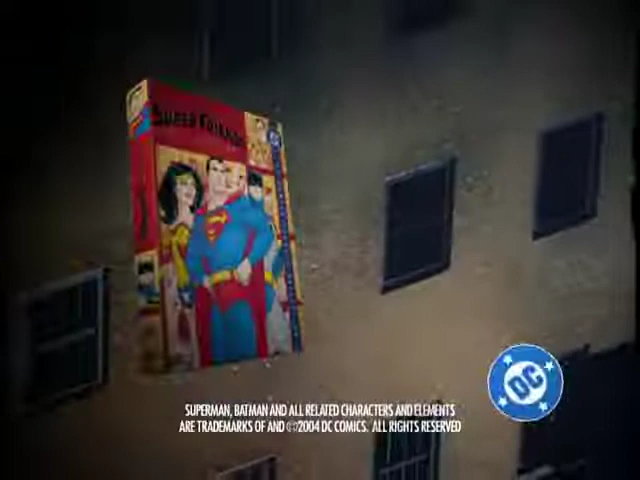 SUPER FRIENDS
DC
SUPERMAN, BATMAN AND ALL RELATED CHARACTERS AND ELEMENTS
ARE TRADEMARKS OF AND ©2004 DC COMICS. ALL RIGHTS RESERVED